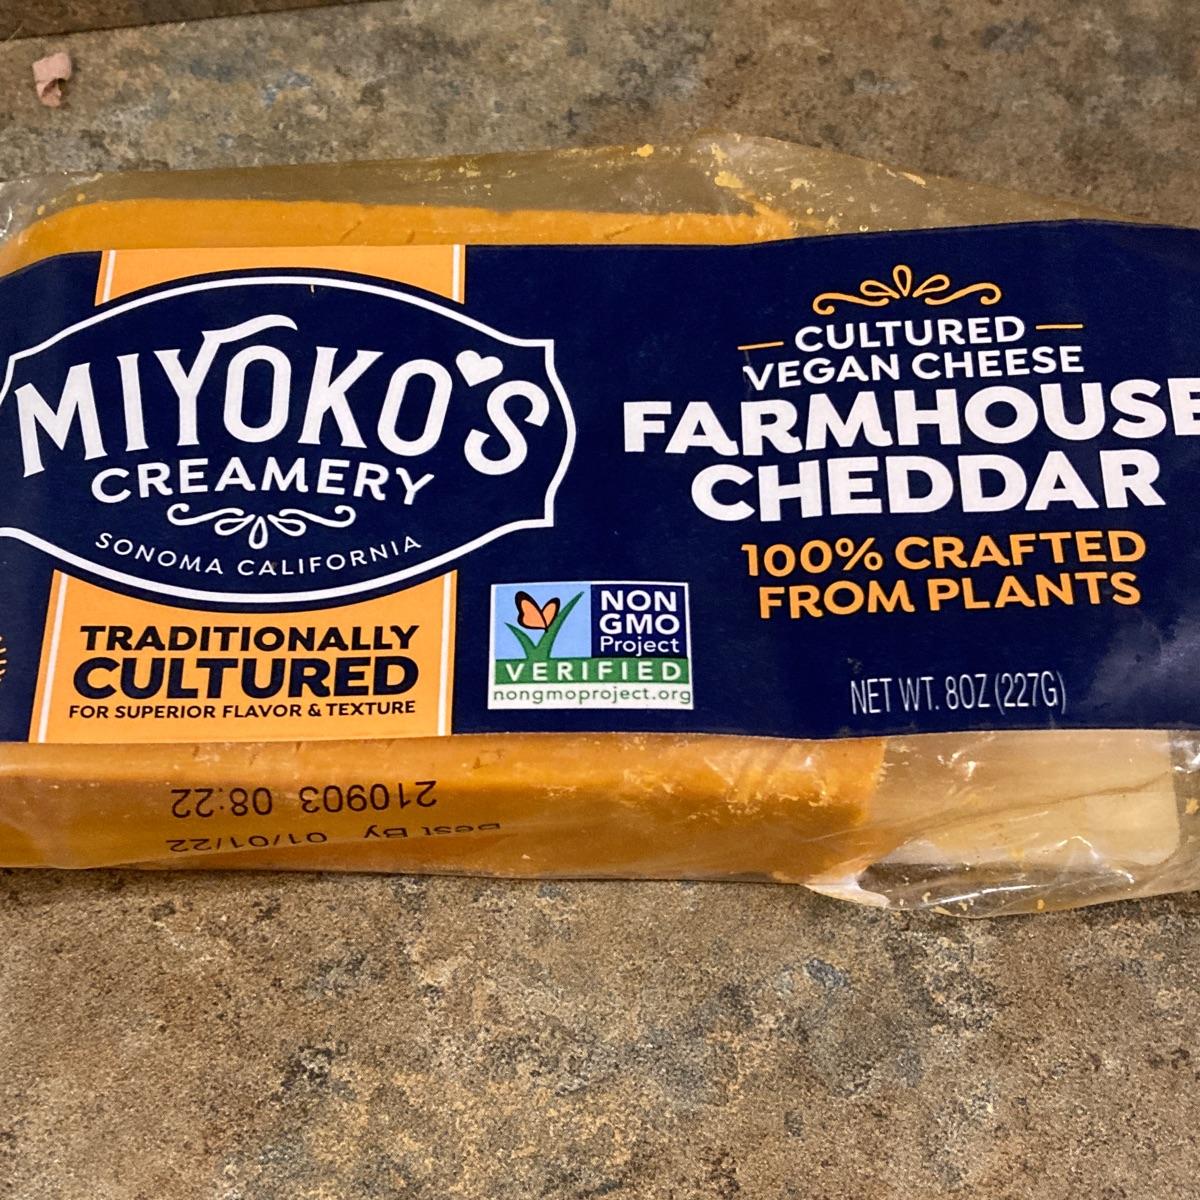 MIYOKO'S
CREAMERY
SONOMA CALIFORNIA
TRADITIONALLY
CULTURED
FOR SUPERIOR FLAVOR & TEXTURE
NON
GMO
Project
VERIFIED
nongmoproject.org
CULTURED
VEGAN CHEESE
FARMHOUSE
CHEDDAR
100% CRAFTED
FROM PLANTS
NET WT. 8OZ (227G)
Best By 01/01/22
210903 08:22